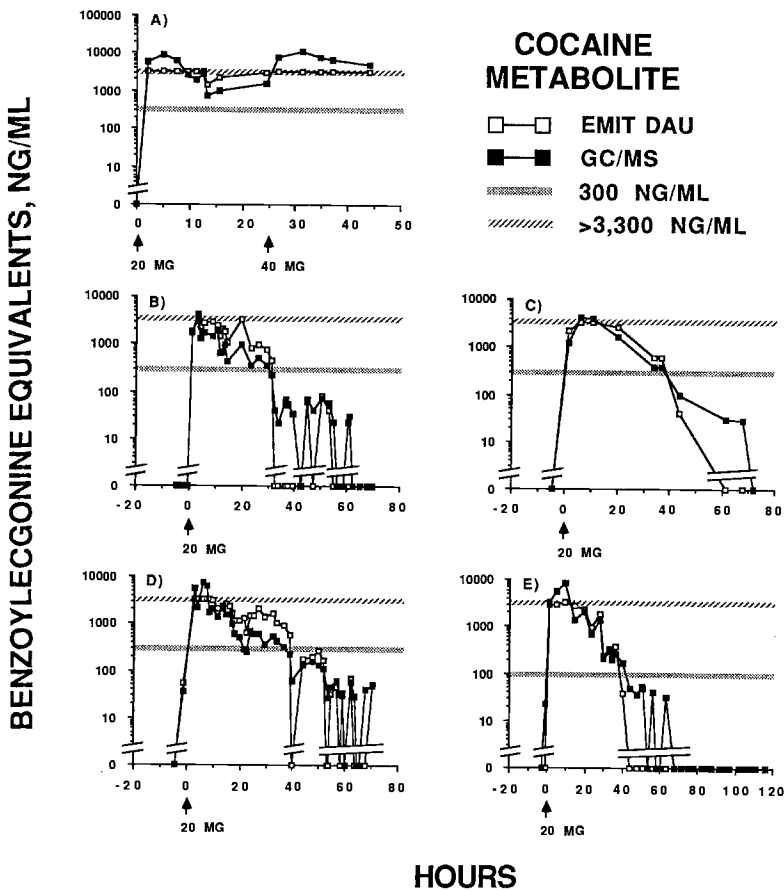 A)
100000
10000
1000
100
10
0
0 10 20 30 40 50
20 MG
40 MG
COCAINE
METABOLITE
EMIT DAU
GC/MS
300 NG/ML
>3,300 NG/ML
BENZOYLECGONINE EQUIVALENTS, NG/ML
B)
10000
1000
100
10
0
-20 0 20 40 60 80
20 MG
C)
10000
1000
100
10
0
-20 0 20 40 60 80
20 MG
D)
10000
1000
100
10
0
-20 0 20 40 60 80
20 MG
E)
10000
1000
100
10
0
-20 0 20 40 60 80 100 120
20 MG
HOURS